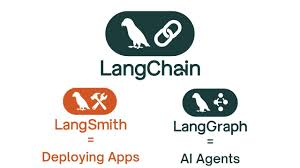 LangChain
LangSmith
=
Deploying Apps
LangGraph
=
AI Agents